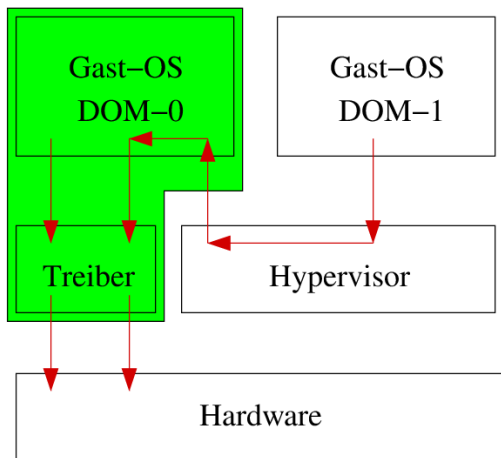 Gast–OS
DOM–0
Gast–OS
DOM–1
Treiber
Hypervisor
Hardware